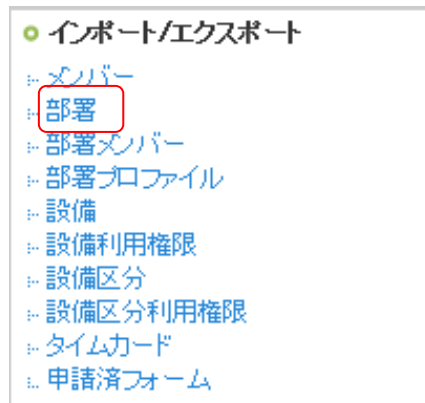 インポート/エクスポート
メンバー
部署
部署メンバー
部署プロファイル
設備
設備利用権限
設備区分
設備区分利用権限
タイムカード
申請済フォーム